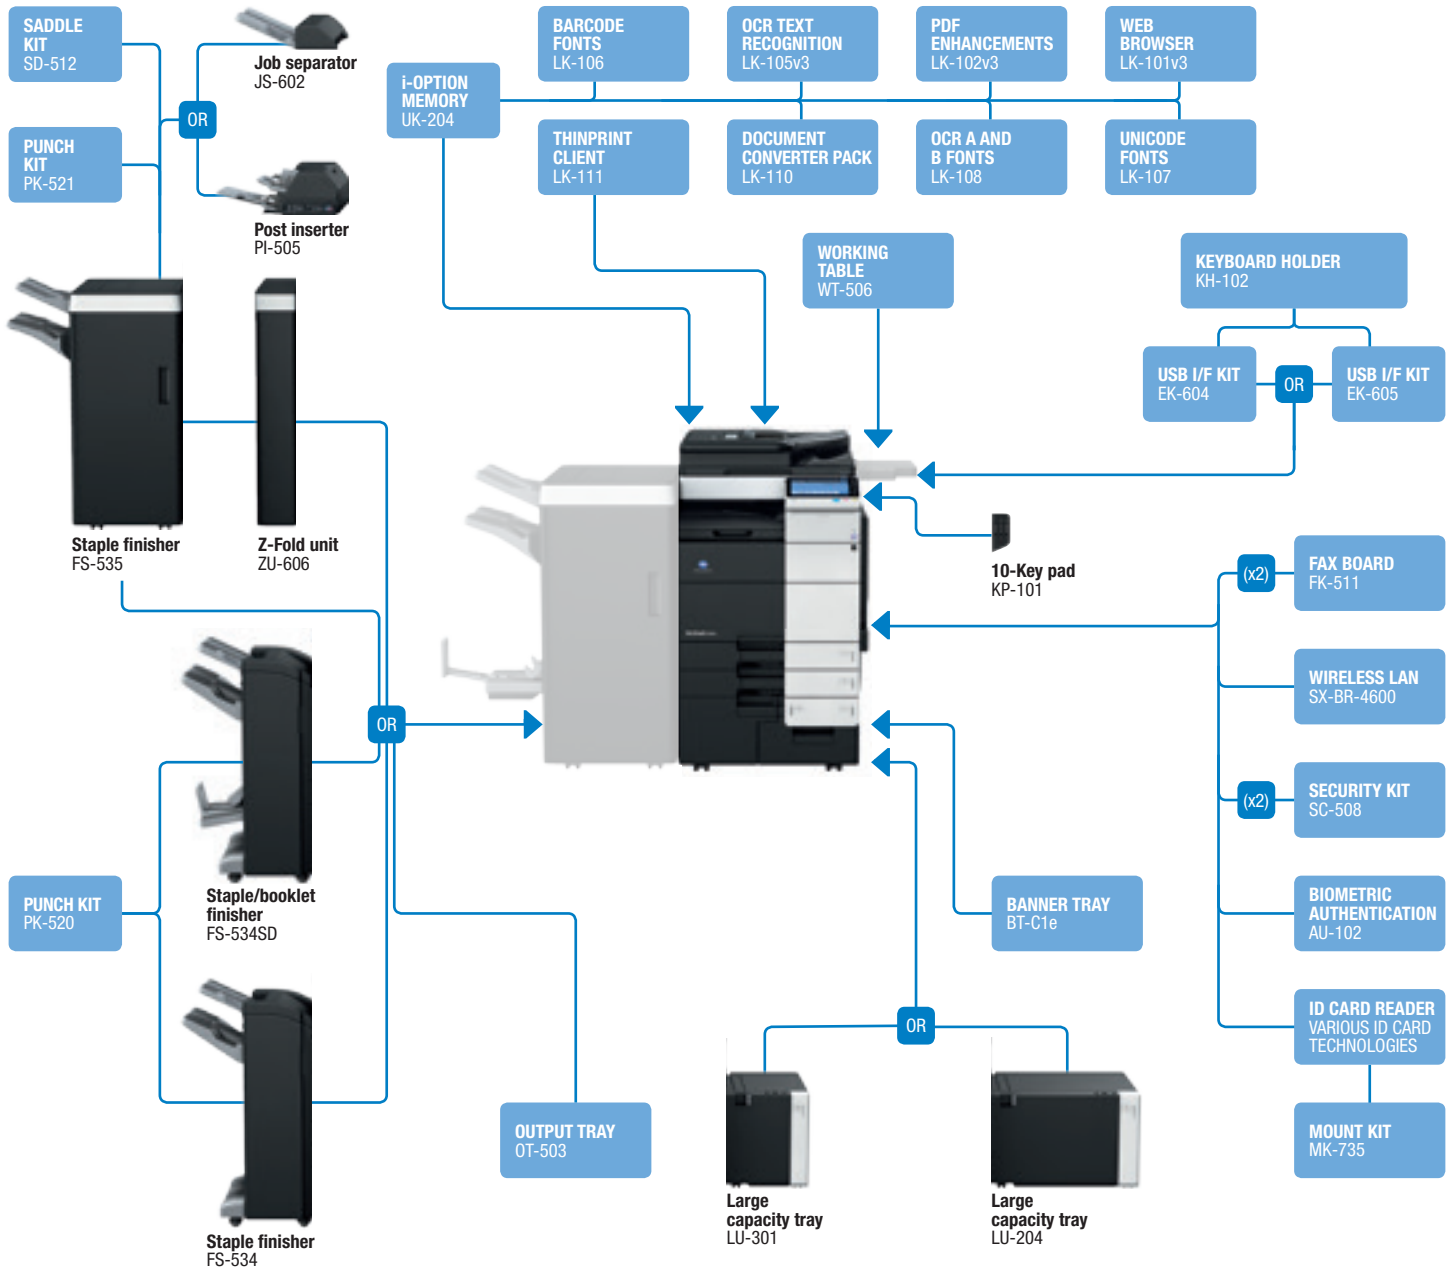 SADDLE
KIT
SD-512
Job separator
JS-602
OR
PUNCH
KIT
PK-521
Post inserter
PI-505
i-OPTION
MEMORY
UK-204
BARCODE
FONTS
LK-106
OCR TEXT
RECOGNITION
LK-105v3
PDF
ENHANCEMENTS
LK-102v3
WEB
BROWSER
LK-101v3
THINPRINT
CLIENT
LK-111
DOCUMENT
CONVERTER PACK
LK-110
OCR A AND
B FONTS
LK-108
UNICODE
FONTS
LK-107
WORKING
TABLE
WT-506
KEYBOARD HOLDER
KH-102
USB I/F KIT
EK-604
OR
USB I/F KIT
EK-605
Staple finisher
FS-535
Z-Fold unit
ZU-606
10-Key pad
KP-101
(x2)
FAX BOARD
FK-511
WIRELESS LAN
SX-BR-4600
(x2)
SECURITY KIT
SC-508
BIOMETRIC
AUTHENTICATION
AU-102
ID CARD READER
VARIOUS ID CARD
TECHNOLOGIES
MOUNT KIT
MK-735
OR
PUNCH KIT
PK-520
Staple/booklet
finisher
FS-534SD
Staple finisher
FS-534
OUTPUT TRAY
OT-503
BANNER TRAY
BT-C1e
OR
Large
capacity tray
LU-301
Large
capacity tray
LU-204